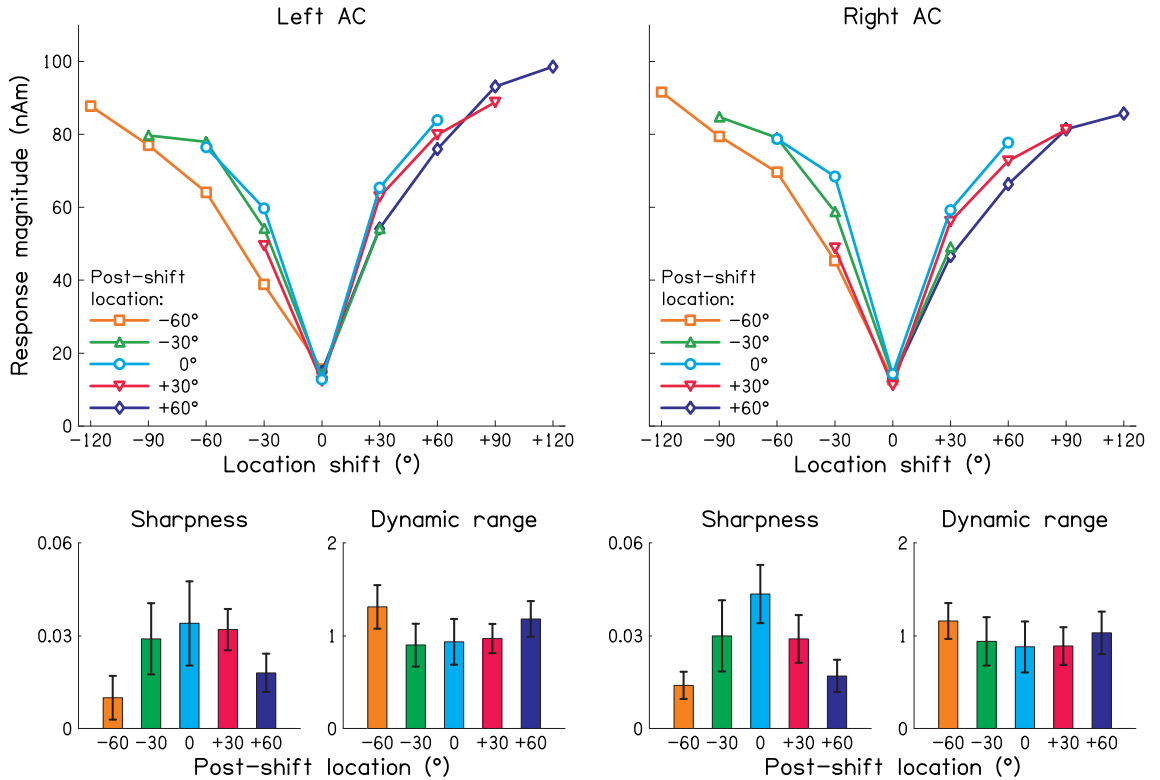 Left AC
Right AC
Response magnitude (nAm)
100
80
60
40
20
0
Post-shift
location:
−60°
−30°
0°
+30°
+60°
−120 −90 −60 −30 0 +30 +60 +90 +120
Location shift (°)
Post-shift
location:
−60°
−30°
0°
+30°
+60°
−120 −90 −60 −30 0 +30 +60 +90 +120
Location shift (°)
Sharpness
0.06
0.03
0
−60 −30 0 +30 +60
Dynamic range
2
1
0
−60 −30 0 +30 +60
Post-shift location (°)
Sharpness
0.06
0.03
0
−60 −30 0 +30 +60
Dynamic range
2
1
0
−60 −30 0 +30 +60
Post-shift location (°)